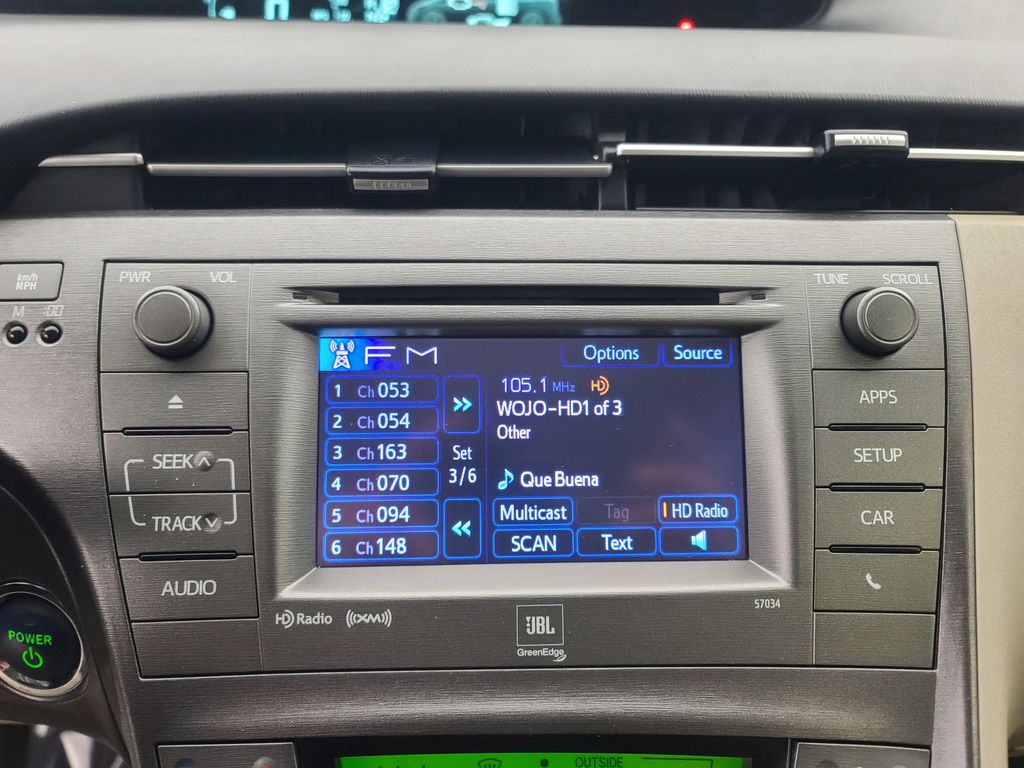 km/h
MPH
M -:00
PWR VOL
TUNE SCROLL
FM
Options Source
1 Ch 053
2 Ch 054
3 Ch 163
4 Ch 070
5 Ch 094
6 Ch 148
>>
Set
3/6
<<
105.1 MHz HD
WOJO-HD1 of 3
Other
Que Buena
Multicast Tag HD Radio
SCAN Text
SEEK
TRACK
AUDIO
APPS
SETUP
CAR
POWER
HD Radio ((XM))
JBL
GreenEdge
57034
OUTSIDE